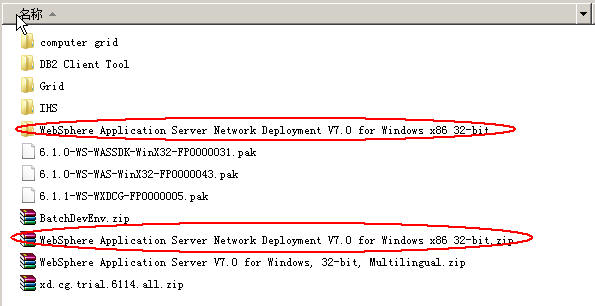 名称
computer grid
DB2 Client Tool
Grid
IHS
WebSphere Application Server Network Deployment V7.0 for Windows x86 32-bit
6.1.0-WS-WASSDK-WinX32-FP0000031.pak
6.1.0-WS-WAS-WinX32-FP0000043.pak
6.1.1-WS-WXDCG-FP0000005.pak
BatchDevEnv.zip
WebSphere Application Server Network Deployment V7.0 for Windows x86 32-bit.zip
WebSphere Application Server V7.0 for Windows, 32-bit, Multilingual.zip
xd.cg.trial.6114.all.zip